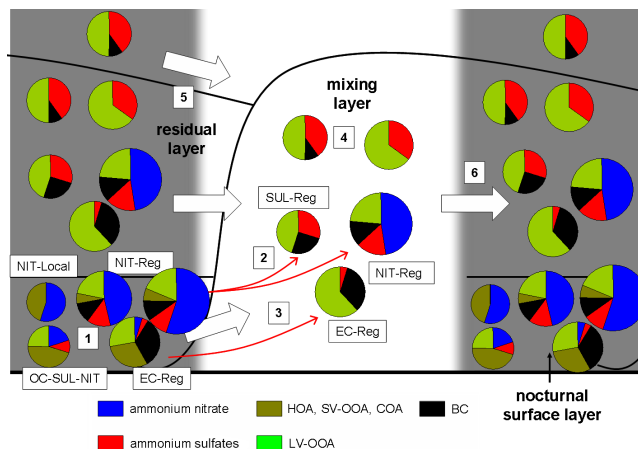 5
mixing
layer
4
residual
layer
6
SUL-Reg
NIT-Local
NIT-Reg
2
NIT-Reg
3
1
EC-Reg
OC-SUL-NIT
EC-Reg
nocturnal
surface layer
ammonium nitrate
HOA, SV-OOA, COA
BC
ammonium sulfates
LV-OOA